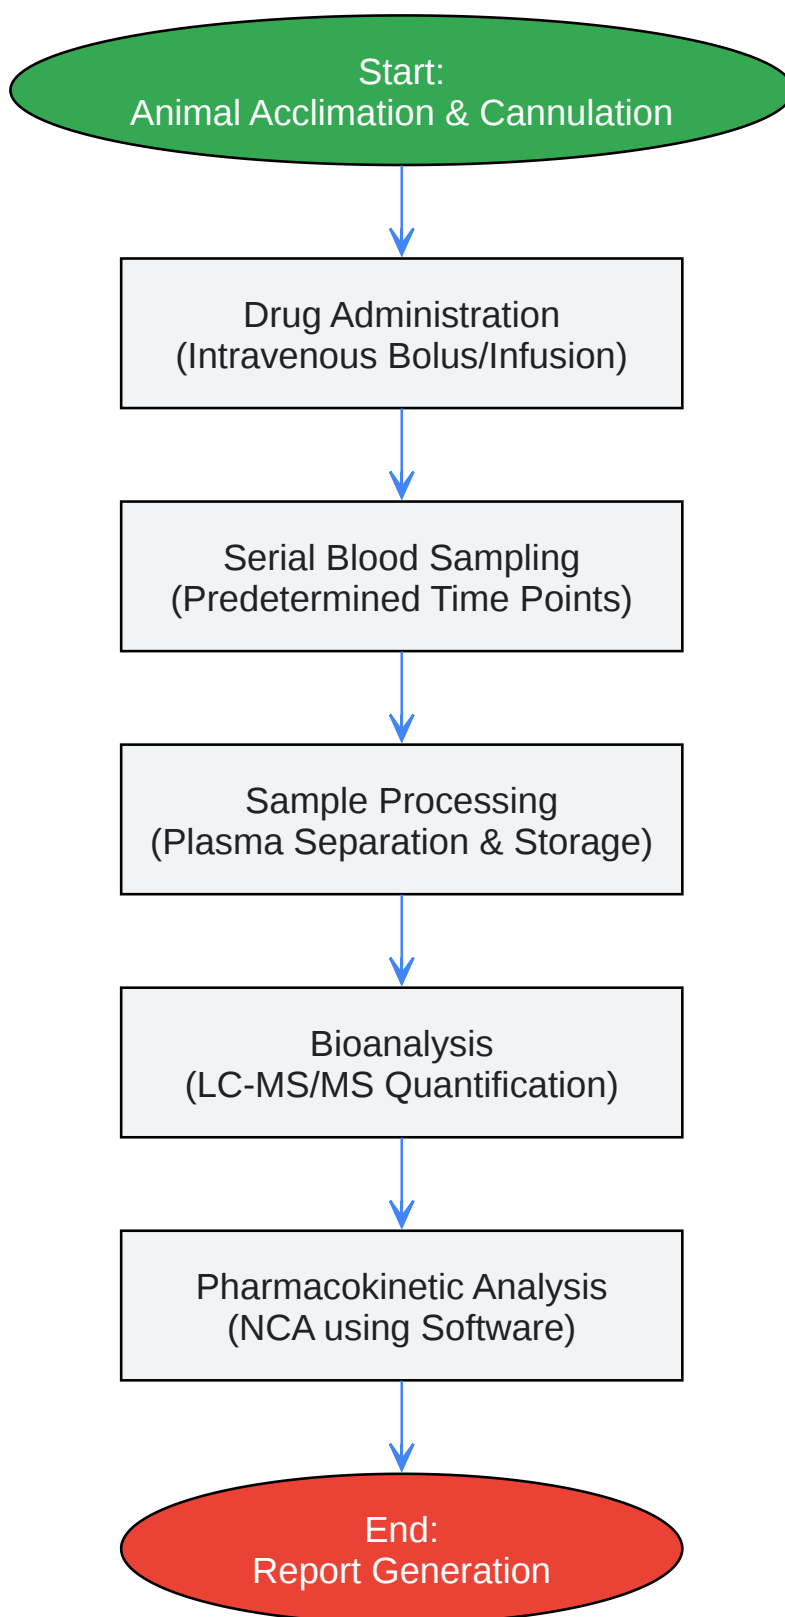 Start:
Animal Acclimation & Cannulation
Drug Administration
(Intravenous Bolus/Infusion)
Serial Blood Sampling
(Predetermined Time Points)
Sample Processing
(Plasma Separation & Storage)
Bioanalysis
(LC-MS/MS Quantification)
Pharmacokinetic Analysis
(NCA using Software)
End:
Report Generation